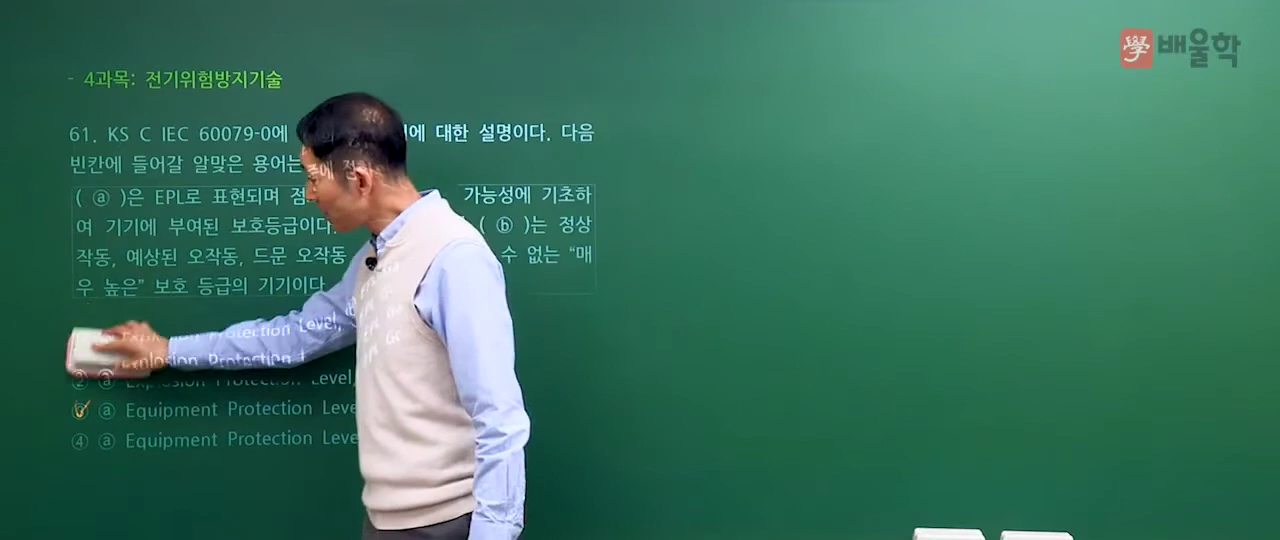 學 배울학
- 4과목: 전기위험방지기술
61. KS C IEC 60079-0에 에 대한 설명이다. 다음
빈칸에 들어갈 알맞은 용어는
( ⓐ )은 EPL로 표현되며 점 가능성에 기초하
여 기기에 부여된 보호등급이다. ( ⓑ )는 정상
작동, 예상된 오작동, 드문 오작동 수 없는 “매
우 높은” 보호 등급의 기기이다
Explosion Protection Level,
② ⓐ Explosion Protection Level,
ⓐ Equipment Protection Leve
④ ⓐ Equipment Protection Leve